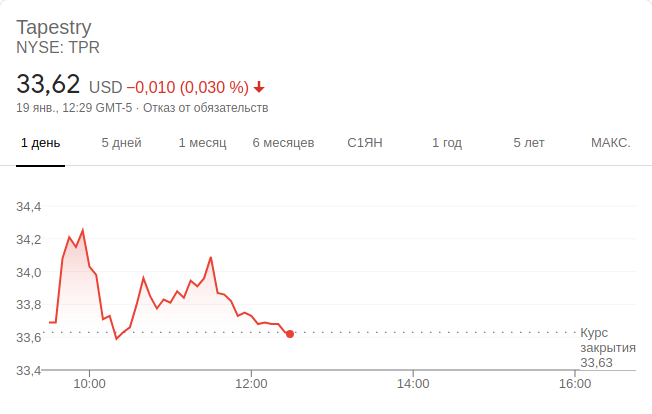 Tapestry
NYSE: TPR
33,62 USD −0,010 (0,030 %)
19 янв., 12:29 GMT-5 · Отказ от обязательств
1 день 5 дней 1 месяц 6 месяцев С1ЯН 1 год 5 лет МАКС.
34,4
34,2
34,0
33,8
33,6
33,4
Курс
закрытия
33,63
10:00 12:00 14:00 16:00